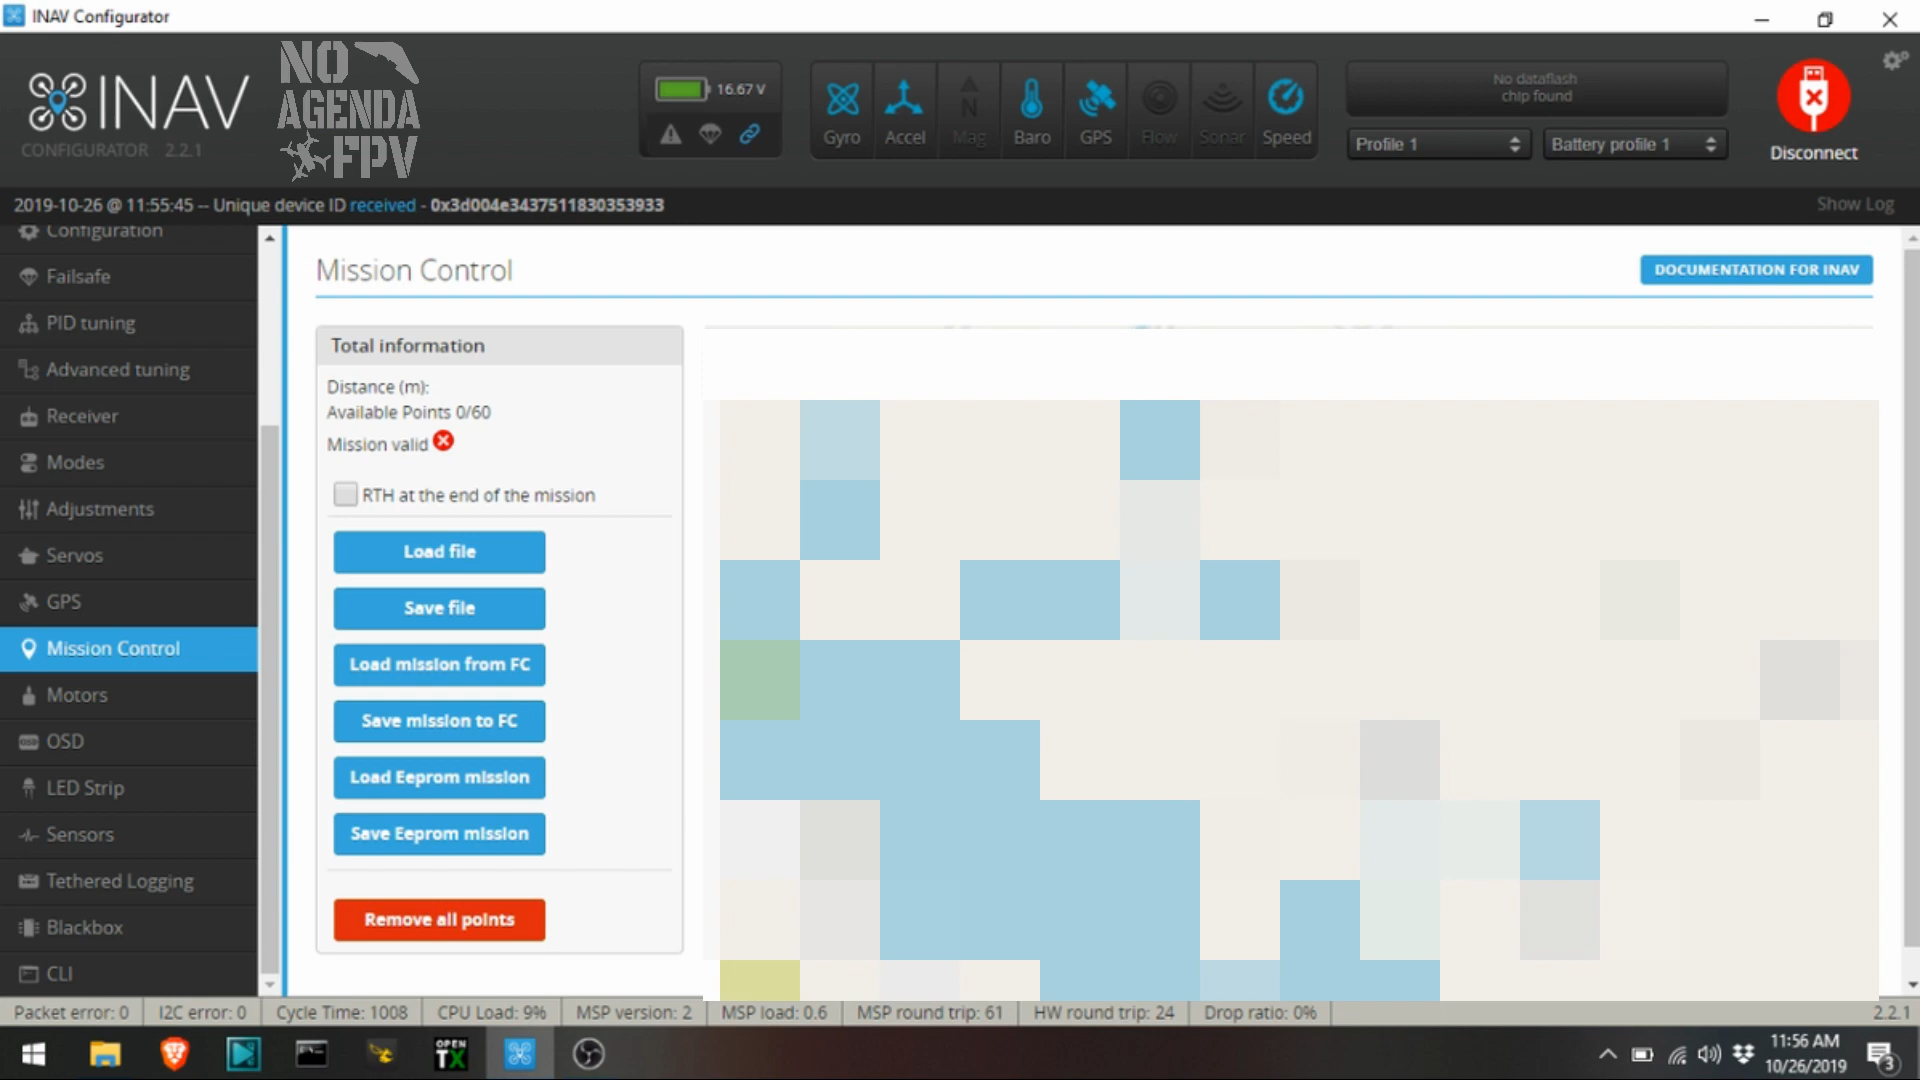 INAV Configurator
NO
AGENDA
FPV
INAV
CONFIGURATOR 2.2.1
16.67 V
Gyro
Accel
Mag
N
Baro
GPS
Flow
Sonar
Speed
No dataflash
chip found
Profile 1
Battery profile 1
Disconnect
2019-10-26 @ 11:55:45 -- Unique device ID received - 0x3d004e3437511830353933
Show Log
Configuration
Failsafe
PID tuning
Advanced tuning
Receiver
Modes
Adjustments
Servos
GPS
Mission Control
Motors
OSD
LED Strip
Sensors
Tethered Logging
Blackbox
CLI
Mission Control
DOCUMENTATION FOR INAV
Total information
Distance (m):
Available Points 0/60
Mission valid
RTH at the end of the mission
Load file
Save file
Load mission from FC
Save mission to FC
Load Eeprom mission
Save Eeprom mission
Remove all points
Packet error: 0
I2C error: 0
Cycle Time: 1008
CPU Load: 9%
MSP version: 2
MSP load: 0.6
MSP round trip: 61
HW round trip: 24
Drop ratio: 0%
2.2.1
OPEN
TX
11:56 AM
10/26/2019
3